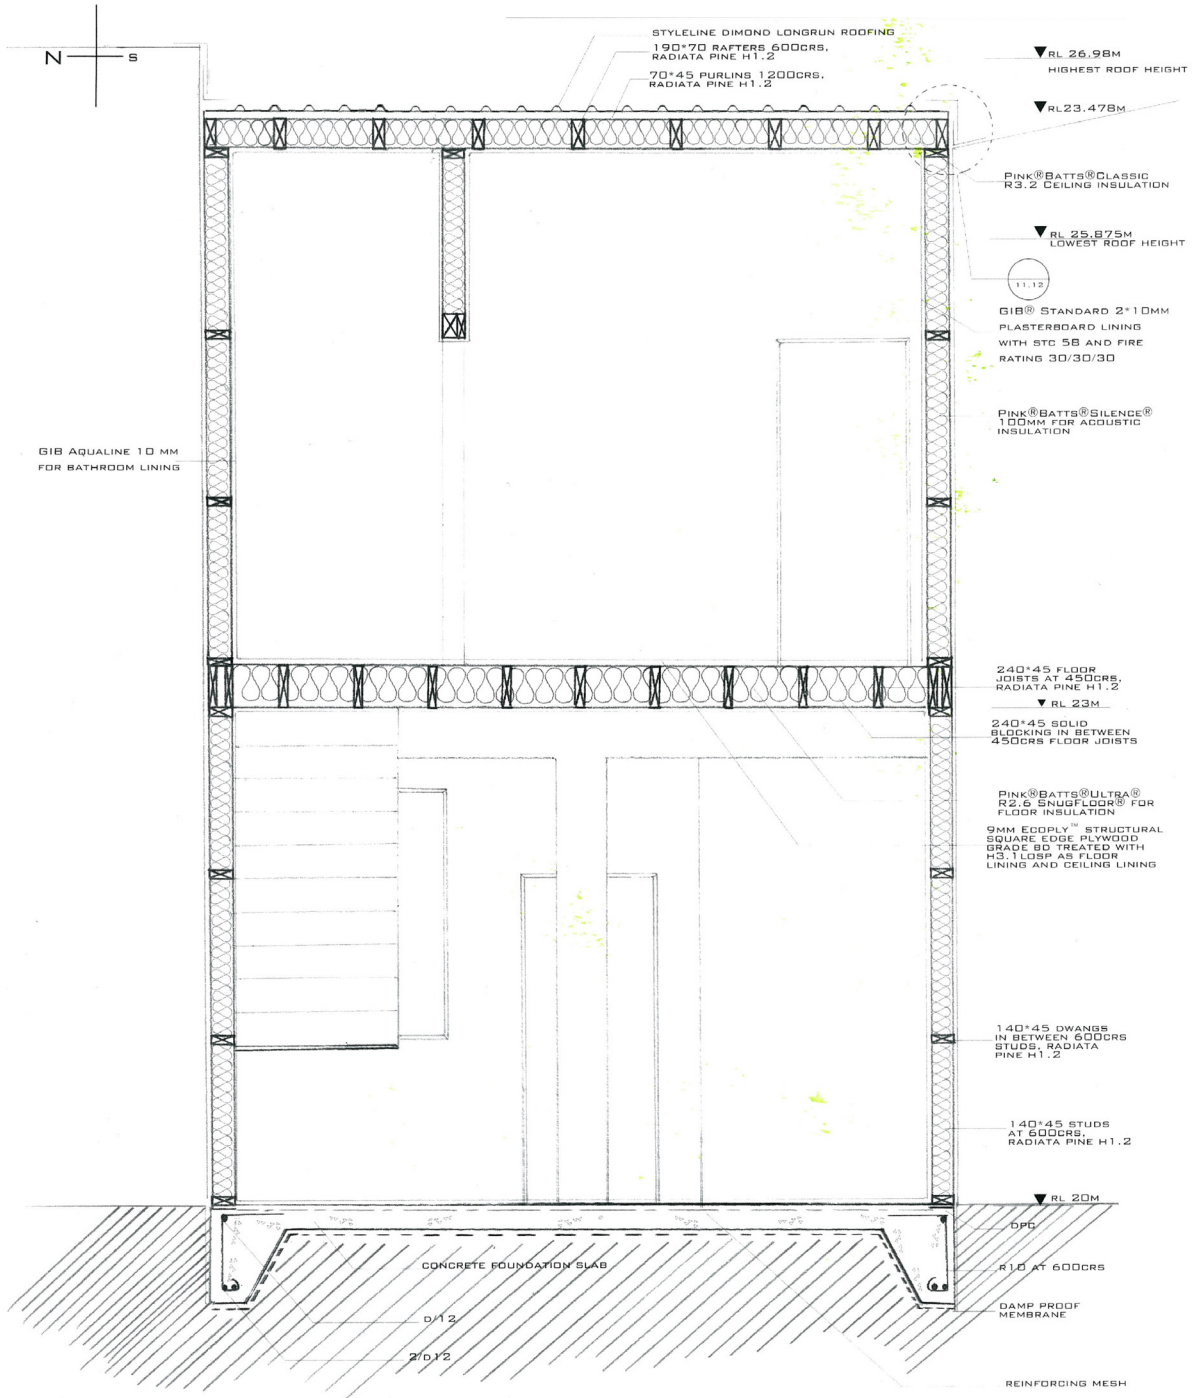 N
S
STYLELINE DIMOND LONGRUN ROOFING
190*70 RAFTERS 600CRS,
RADIATA PINE H1.2
70*45 PURLINS 1200CRS,
RADIATA PINE H1.2
RL 26.98M
HIGHEST ROOF HEIGHT
RL23.478M
PINK®BATTS®CLASSIC
R3.2 CEILING INSULATION
RL 25.875M
LOWEST ROOF HEIGHT
11.12
GIB® STANDARD 2*10MM
PLASTERBOARD LINING
WITH STC 58 AND FIRE
RATING 30/30/30
PINK®BATTS®SILENCE®
100MM FOR ACOUSTIC
INSULATION
GIB AQUALINE 10 MM
FOR BATHROOM LINING
240*45 FLOOR
JOISTS AT 450CRS,
RADIATA PINE H1.2
RL 23M
240*45 SOLID
BLOCKING IN BETWEEN
450CRS FLOOR JOISTS
PINK®BATTS®ULTRA®
R2.6 SNUGFLOOR® FOR
FLOOR INSULATION
9MM ECOPLY™ STRUCTURAL
SQUARE EDGE PLYWOOD
GRADE BD TREATED WITH
H3.1LOSP AS FLOOR
LINING AND CEILING LINING
140*45 DWANGS
IN BETWEEN 600CRS
STUDS, RADIATA
PINE H1.2
140*45 STUDS
AT 600CRS,
RADIATA PINE H1.2
RL 20M
DPC
CONCRETE FOUNDATION SLAB
R10 AT 600CRS
DAMP PROOF
MEMBRANE
D/12
2/D12
REINFORCING MESH